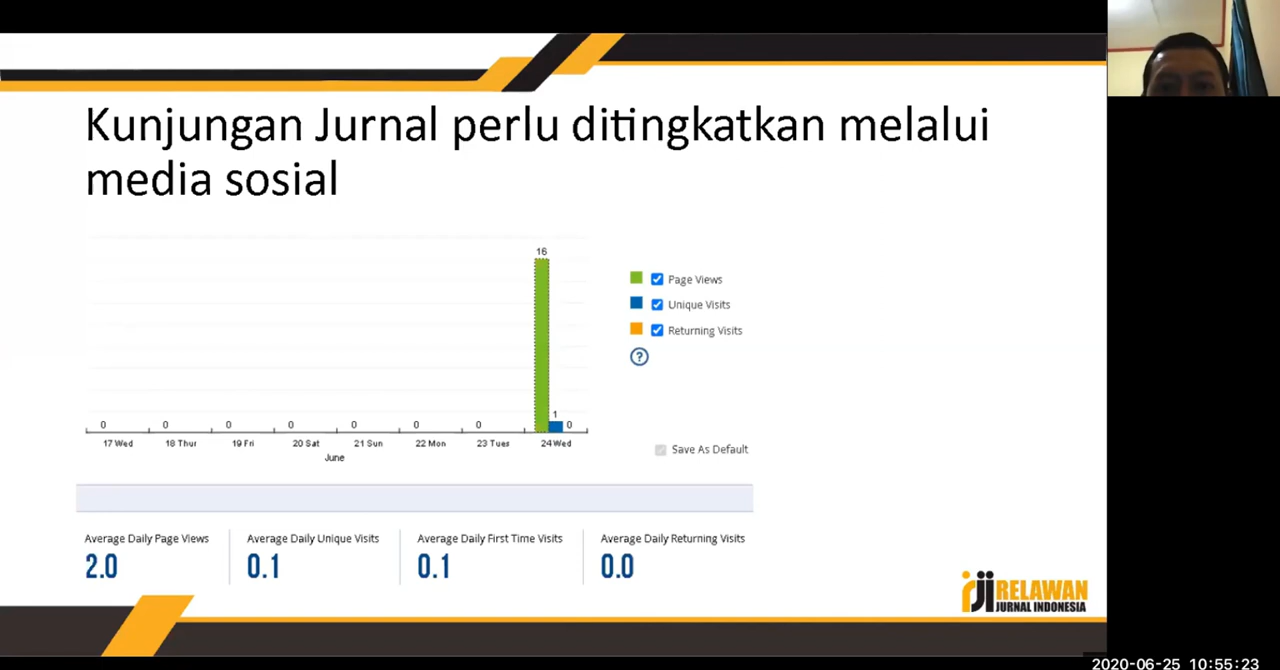 Kunjungan Jurnal perlu ditingkatkan melalui
media sosial
16
1
0
0
0
0
0
0
0
0
17 Wed
18 Thur
19 Fri
20 Sat
21 Sun
22 Mon
23 Tues
24 Wed
June
Page Views
Unique Visits
Returning Visits
?
Save As Default
Average Daily Page Views
2.0
Average Daily Unique Visits
0.1
Average Daily First Time Visits
0.1
Average Daily Returning Visits
0.0
rji RELAWAN
JURNAL INDONESIA
2020-06-25 10:55:23